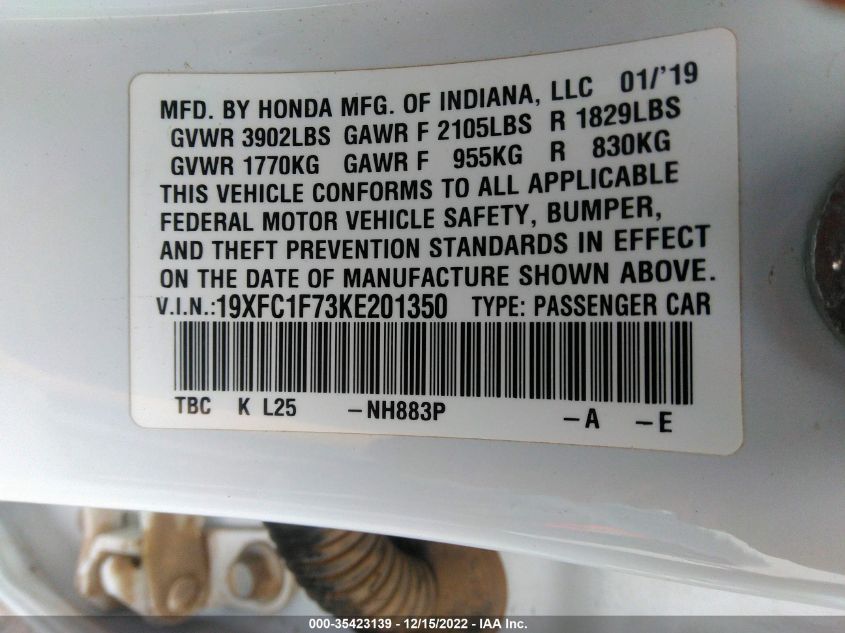 MFD. BY HONDA MFG. OF INDIANA, LLC 01/'19
GVWR 3902LBS GAWR F 2105LBS R 1829LBS
GVWR 1770KG GAWR F 955KG R 830KG
THIS VEHICLE CONFORMS TO ALL APPLICABLE
FEDERAL MOTOR VEHICLE SAFETY, BUMPER,
AND THEFT PREVENTION STANDARDS IN EFFECT
ON THE DATE OF MANUFACTURE SHOWN ABOVE.
V.I.N.:19XFC1F73KE201350 TYPE: PASSENGER CAR
TBC K L25 –NH883P –A –E
000-35423139 - 12/15/2022 - IAA Inc.